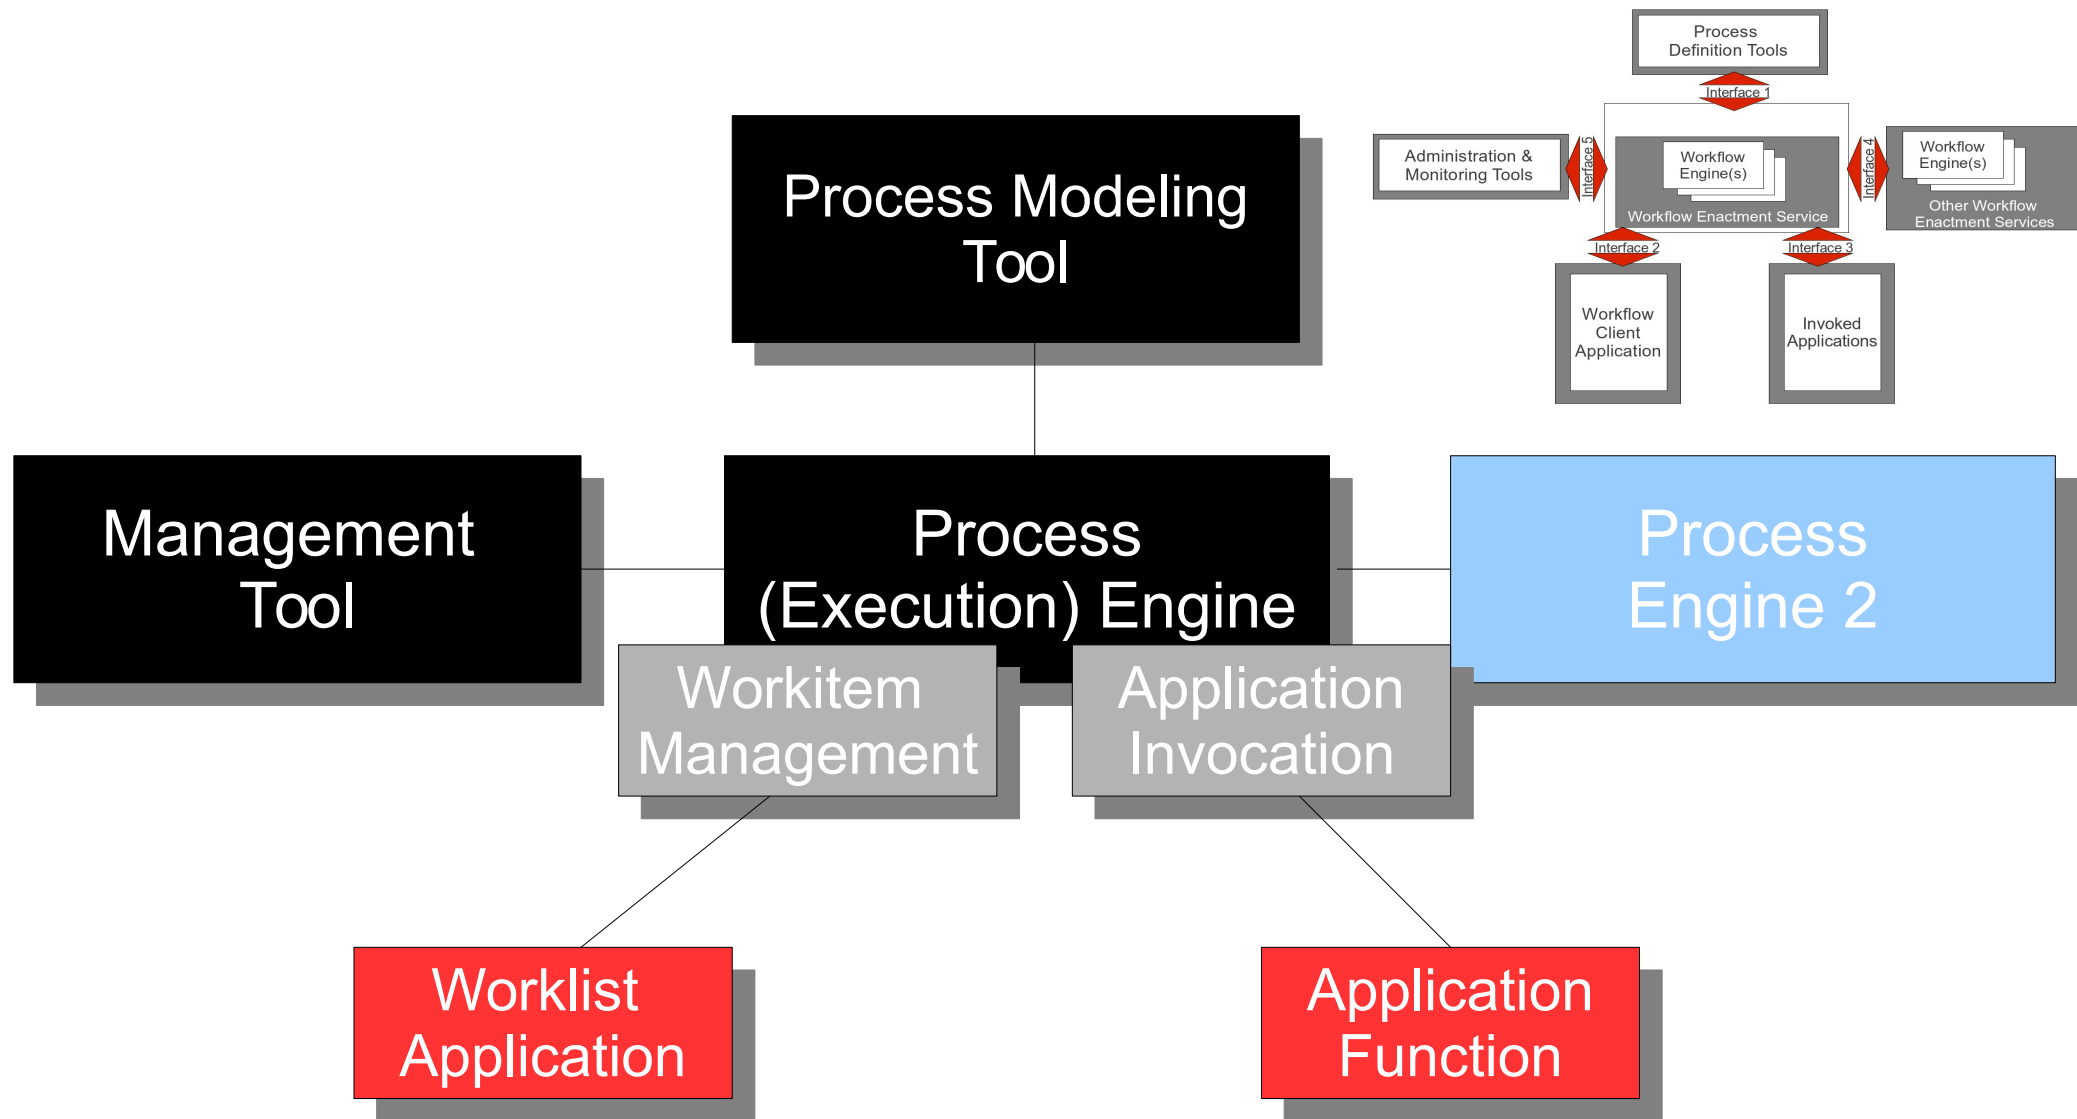 Process
Definition Tools
Interface 1
Administration &
Monitoring Tools
Interface 5
Workflow
Engine(s)
Workflow Enactment Service
Interface 4
Workflow
Engine(s)
Other Workflow
Enactment Services
Interface 2
Interface 3
Workflow
Client
Application
Invoked
Applications
Process Modeling
Tool
Management
Tool
Process
(Execution) Engine
Process
Engine 2
Workitem
Management
Application
Invocation
Worklist
Application
Application
Function